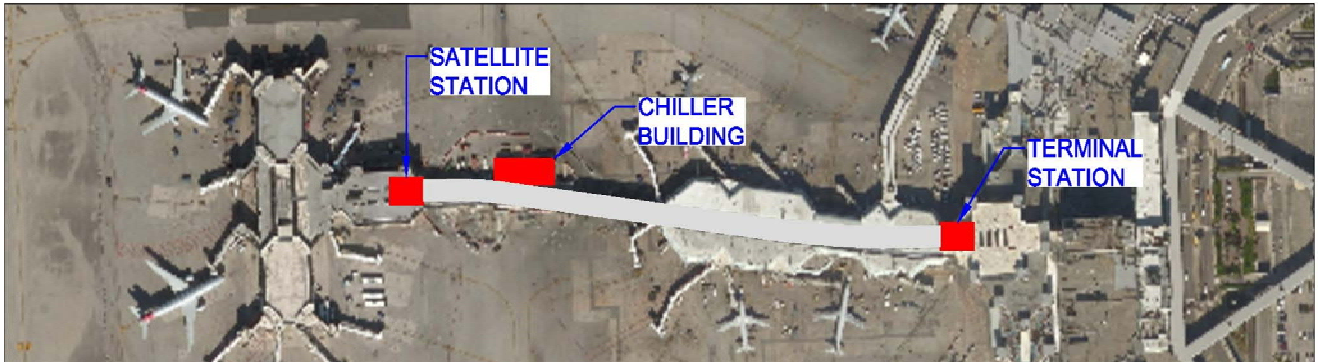 SATELLITE
STATION
CHILLER
BUILDING
TERMINAL
STATION